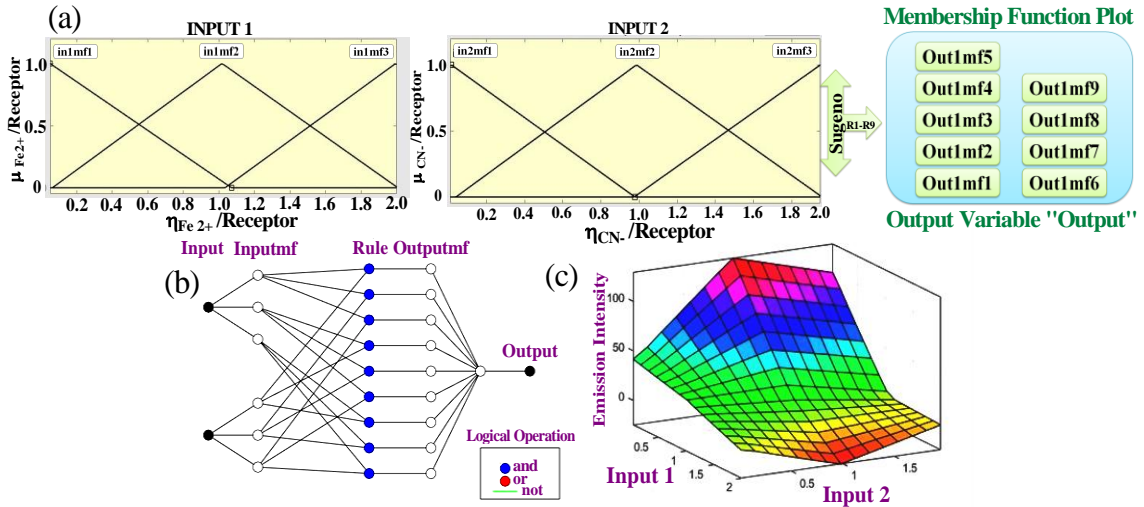 (a)
INPUT 1
in1mf1 in1mf2 in1mf3
1.0
0.5
0
μ Fe2+ /Receptor
0.2 0.4 0.6 0.8 1.0 1.2 1.4 1.6 1.8 2.0
ηFe 2+ /Receptor
INPUT 2
in2mf1 in2mf2 in2mf3
1.0
0.5
0
μ CN- /Receptor
0.2 0.4 0.6 0.8 1.0 1.2 1.4 1.6 1.8 2.0
ηCN- /Receptor
Sugeno
R1-R9
Membership Function Plot
Out1mf5
Out1mf4 Out1mf9
Out1mf3 Out1mf8
Out1mf2 Out1mf7
Out1mf1 Out1mf6
Output Variable "Output"
(b)
Input Inputmf Rule Outputmf
Output
Logical Operation
and
or
not
(c)
Emission Intensity
100
50
0
0.5
1
1.5
2
Input 1
0.5
1
1.5
Input 2